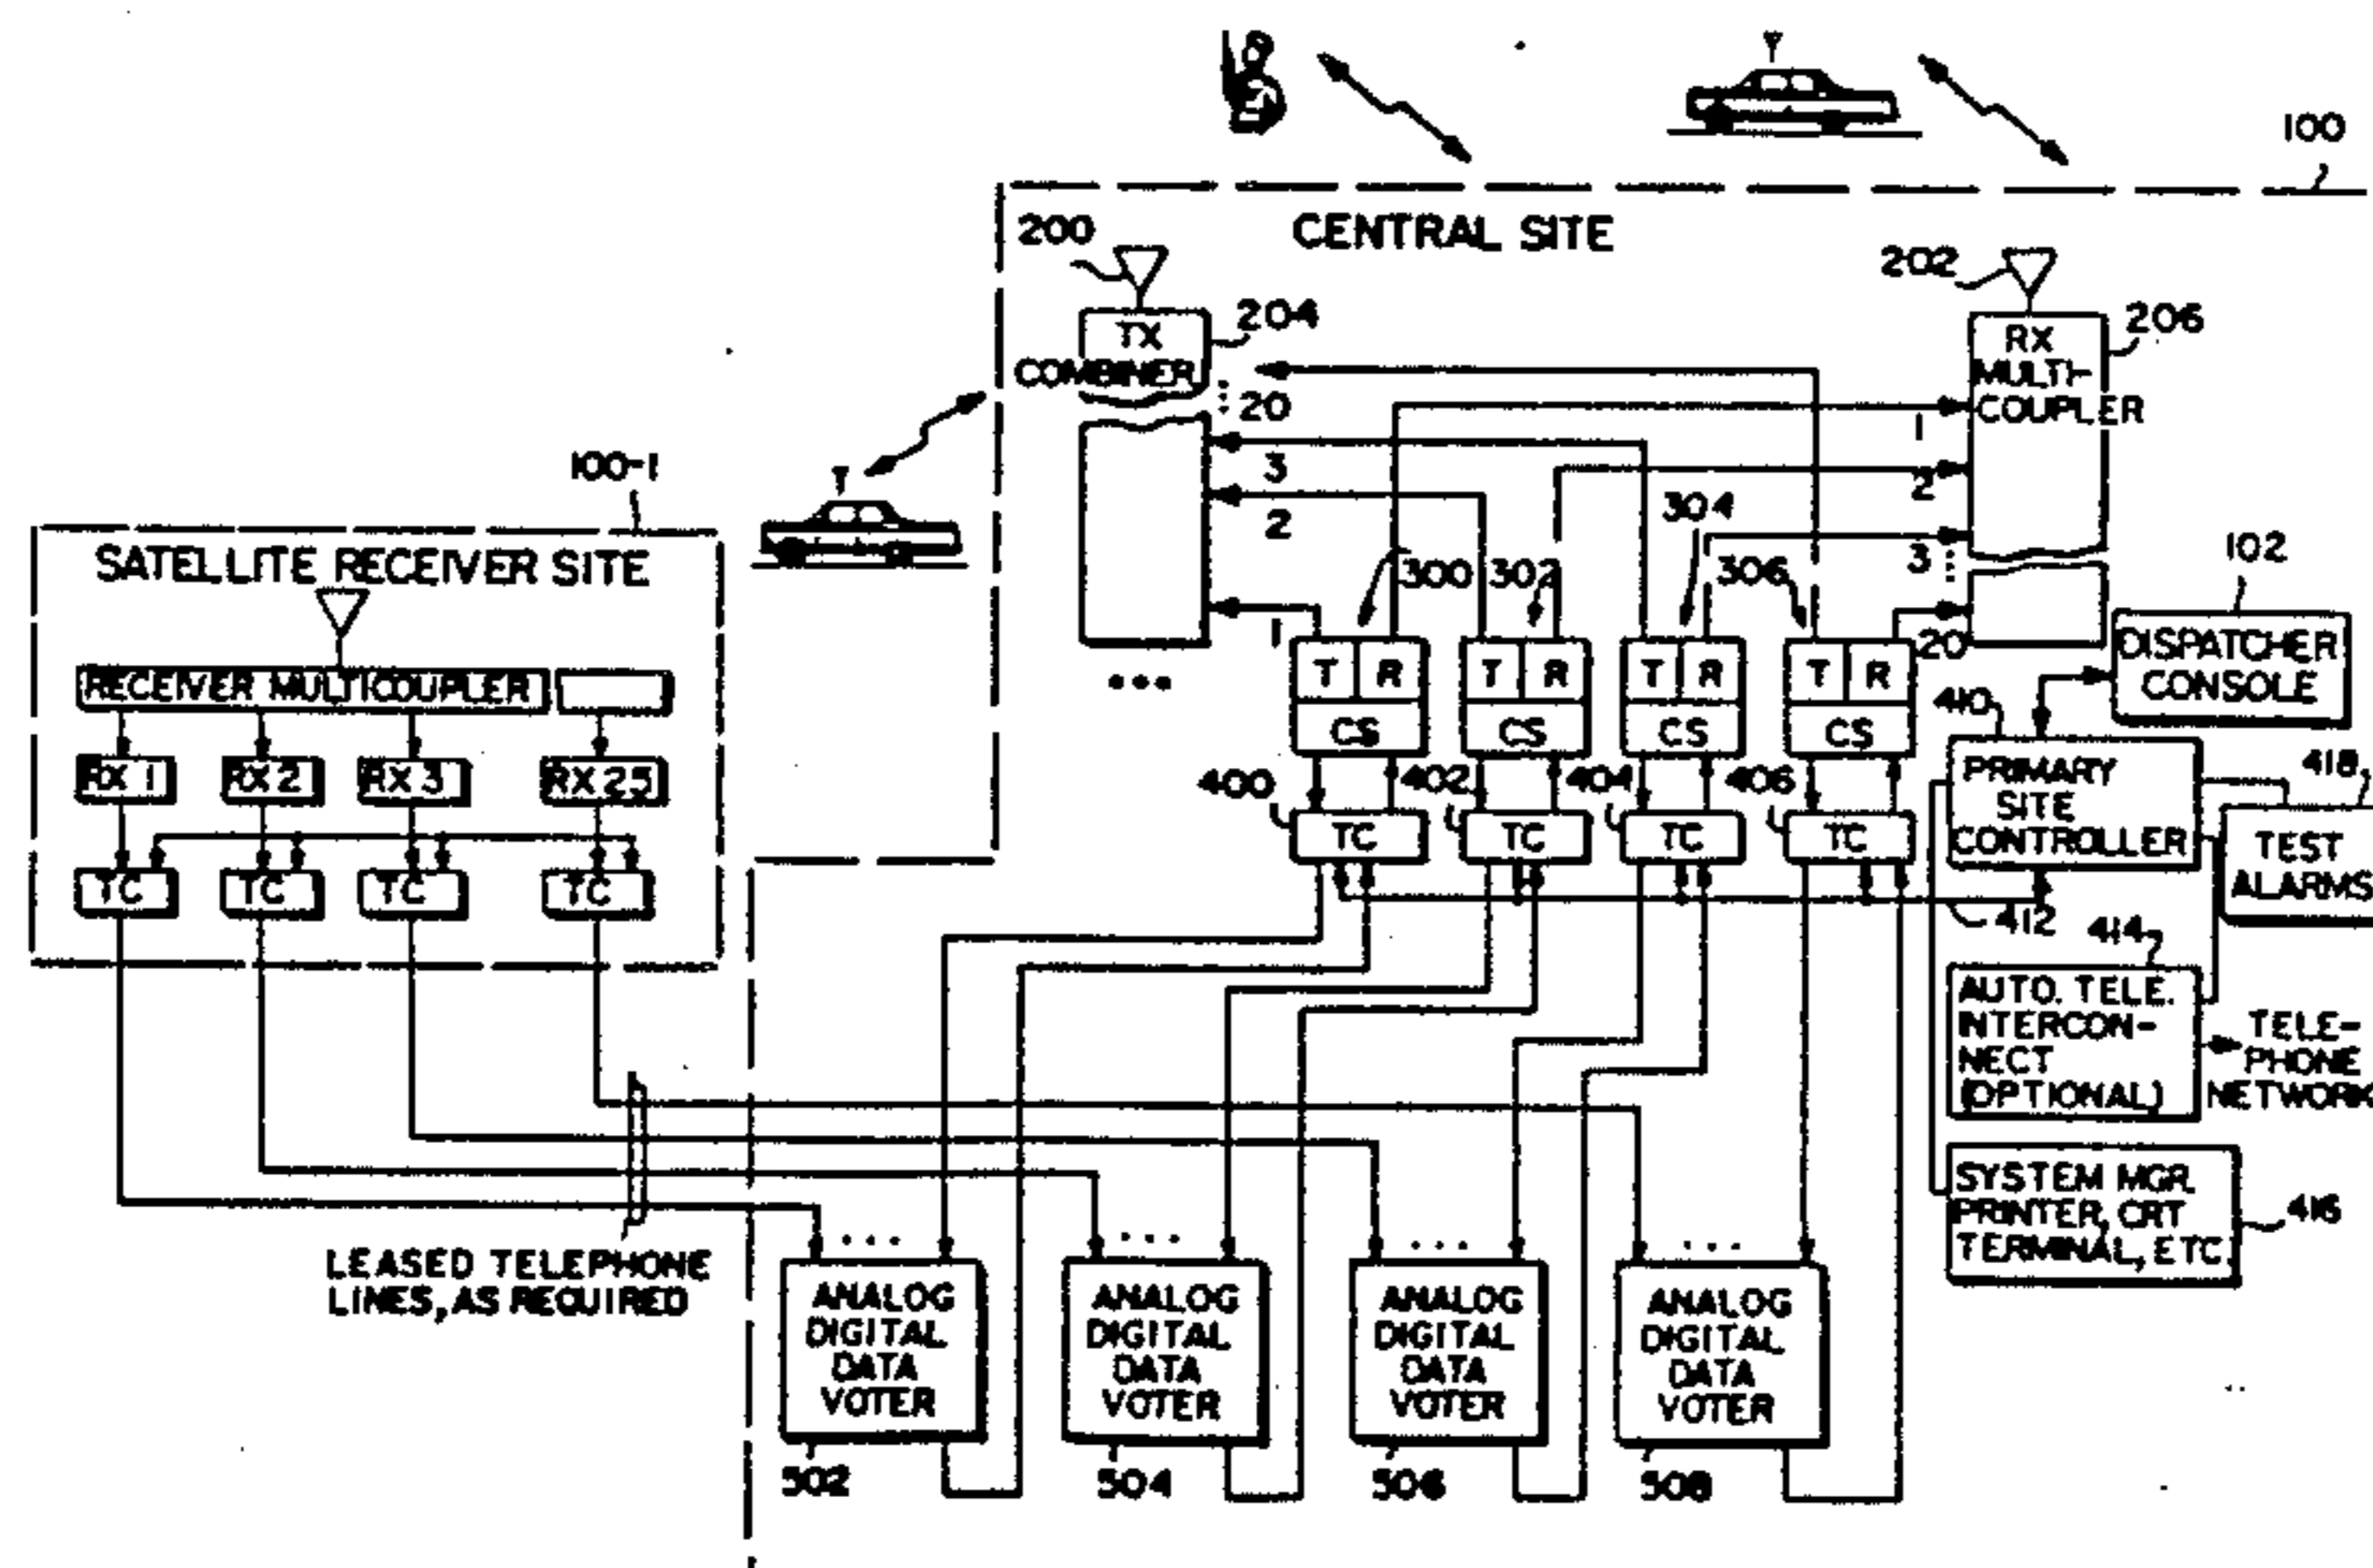 100
CENTRAL SITE
200
202
TX
COMBINER
204
RX
MULTI-
COUPLER
206
20
3
2
1
1
2
3
20
100-1
SATELLITE RECEIVER SITE
RECEIVER MULTICOUPLER
RX 1
RX 2
RX 3
RX 25
TC
TC
TC
TC
300
302
304
306
T
R
T
R
T
R
T
R
CS
CS
CS
CS
400
402
404
406
TC
TC
TC
TC
102
DISPATCHER
CONSOLE
410
PRIMARY
SITE
CONTROLLER
418
TEST
ALARMS
412
414
AUTO. TELE.
INTERCON-
NECT
(OPTIONAL)
TELE-
PHONE
NETWORK
SYSTEM MGR.
PRINTER, CRT
TERMINAL, ETC
416
LEASED TELEPHONE
LINES, AS REQUIRED
...
...
...
...
...
ANALOG
DIGITAL
DATA
VOTER
ANALOG
DIGITAL
DATA
VOTER
ANALOG
DIGITAL
DATA
VOTER
ANALOG
DIGITAL
DATA
VOTER
502
504
506
508